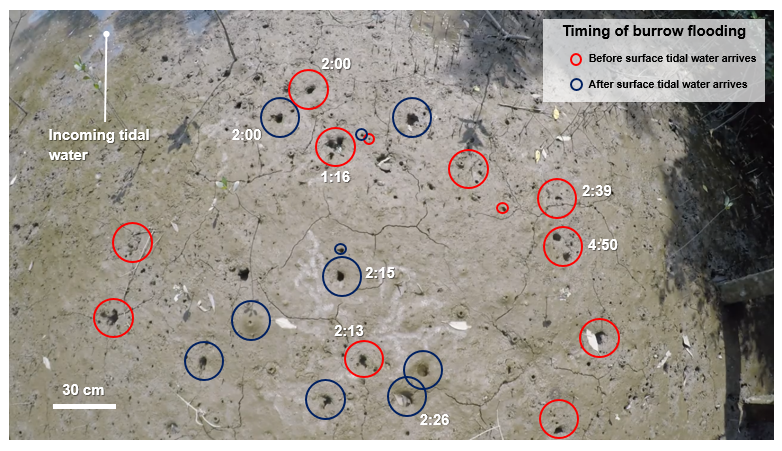 Timing of burrow flooding
Before surface tidal water arrives
After surface tidal water arrives
2:00
2:00
Incoming tidal
water
1:16
2:39
4:50
2:15
2:13
30 cm
2:26